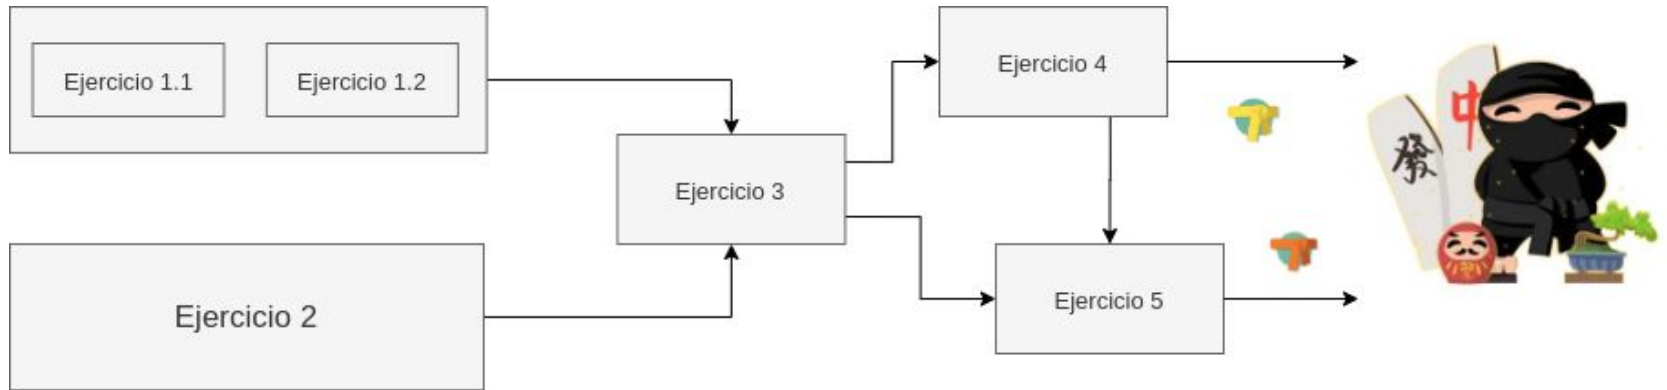 Ejercicio 1.1
Ejercicio 1.2
Ejercicio 2
Ejercicio 3
Ejercicio 4
Ejercicio 5
發
中